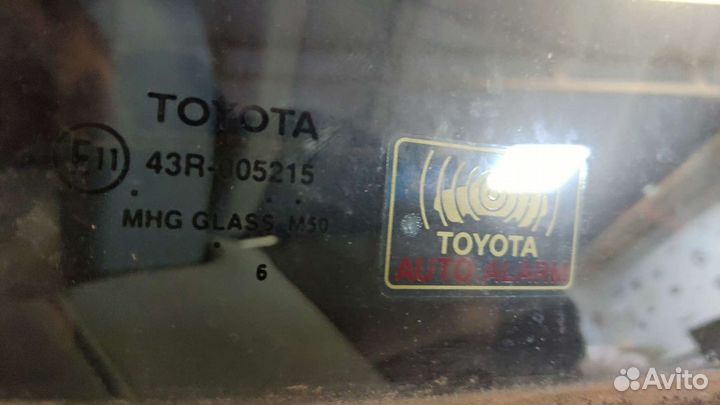 TOYOTA
E11 43R-005215
MHG GLASS M50
6
TOYOTA
AUTO ALARM
Avito